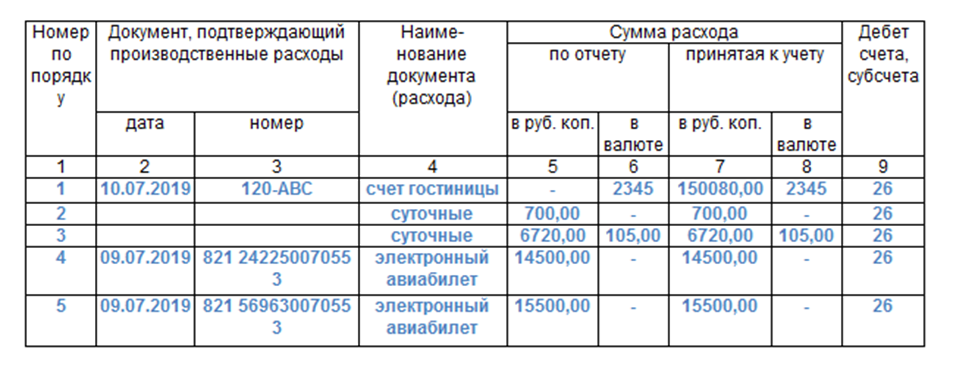 Номер по порядк у Документ, подтверждающий производственные расходы Наиме- нование документа (расхода) Сумма расхода Дебет счета, субсчета
по отчету принятая к учету
дата номер в руб. коп. в валюте в руб. коп. в валюте
1 2 3 4 5 6 7 8 9
1 10.07.2019 120-АВС счет гостиницы - 2345 150080,00 2345 26
2 суточные 700,00 - 700,00 - 26
3 суточные 6720,00 105,00 6720,00 105,00 26
4 09.07.2019 821 24225007055 3 электронный авиабилет 14500,00 - 14500,00 - 26
5 09.07.2019 821 56963007055 3 электронный авиабилет 15500,00 - 15500,00 - 26